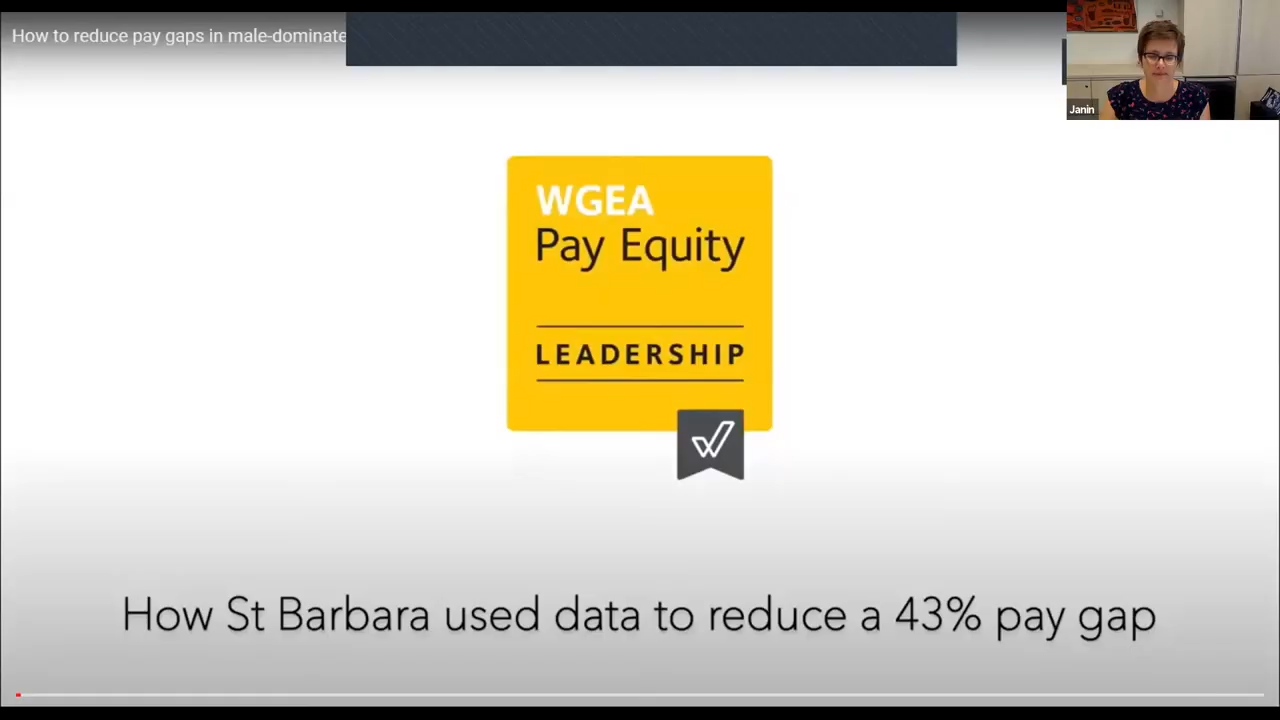 How to reduce pay gaps in male-dominate
Janin
WGEA
Pay Equity
LEADERSHIP
How St Barbara used data to reduce a 43% pay gap